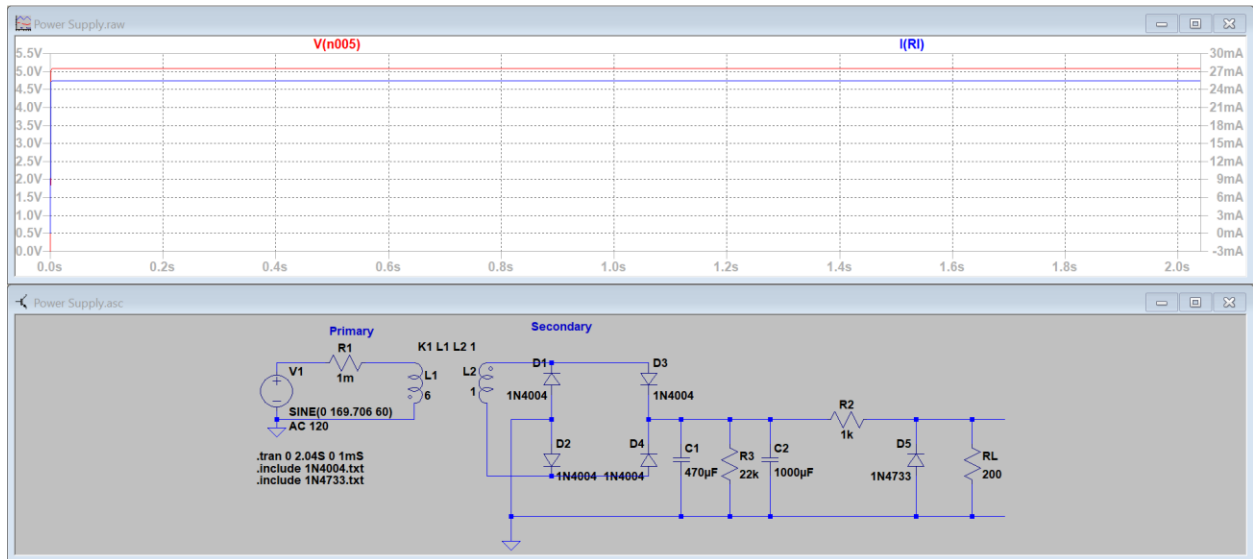 Power Supply.raw
V(n005)
I(Rl)
5.5V
5.0V
4.5V
4.0V
3.5V
3.0V
2.5V
2.0V
1.5V
1.0V
0.5V
0.0V
30mA
27mA
24mA
21mA
18mA
15mA
12mA
9mA
6mA
3mA
0mA
-3mA
0.0s
0.2s
0.4s
0.6s
0.8s
1.0s
1.2s
1.4s
1.6s
1.8s
2.0s
Power Supply.asc
Primary
Secondary
R1
1m
K1 L1 L2 1
V1
SINE(0 169.706 60)
AC 120
L1
6
L2
1
D1
1N4004
D3
1N4004
D2
1N4004
D4
1N4004
C1
470µF
R3
22k
C2
1000µF
R2
1k
D5
1N4733
RL
200
.tran 0 2.04S 0 1mS
.include 1N4004.txt
.include 1N4733.txt